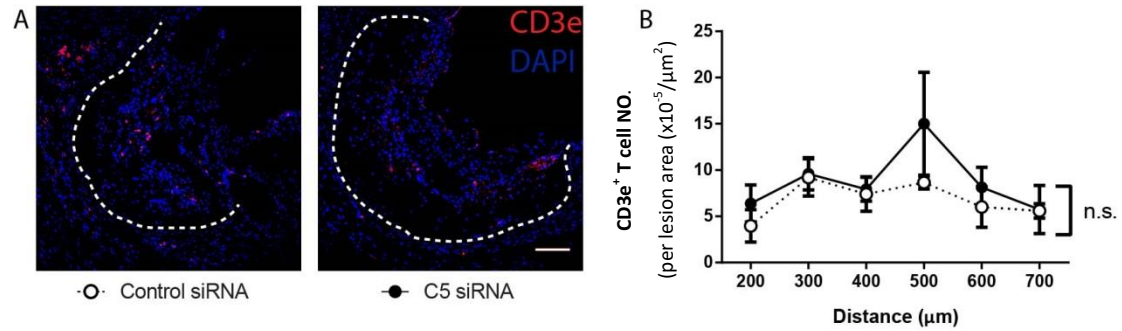 A
CD3e
DAPI
Control siRNA
C5 siRNA
B
CD3e⁺ T cell NO.
(per lesion area (x10⁻⁵/µm²)
25
20
15
10
5
0
200 300 400 500 600 700
Distance (µm)
n.s.